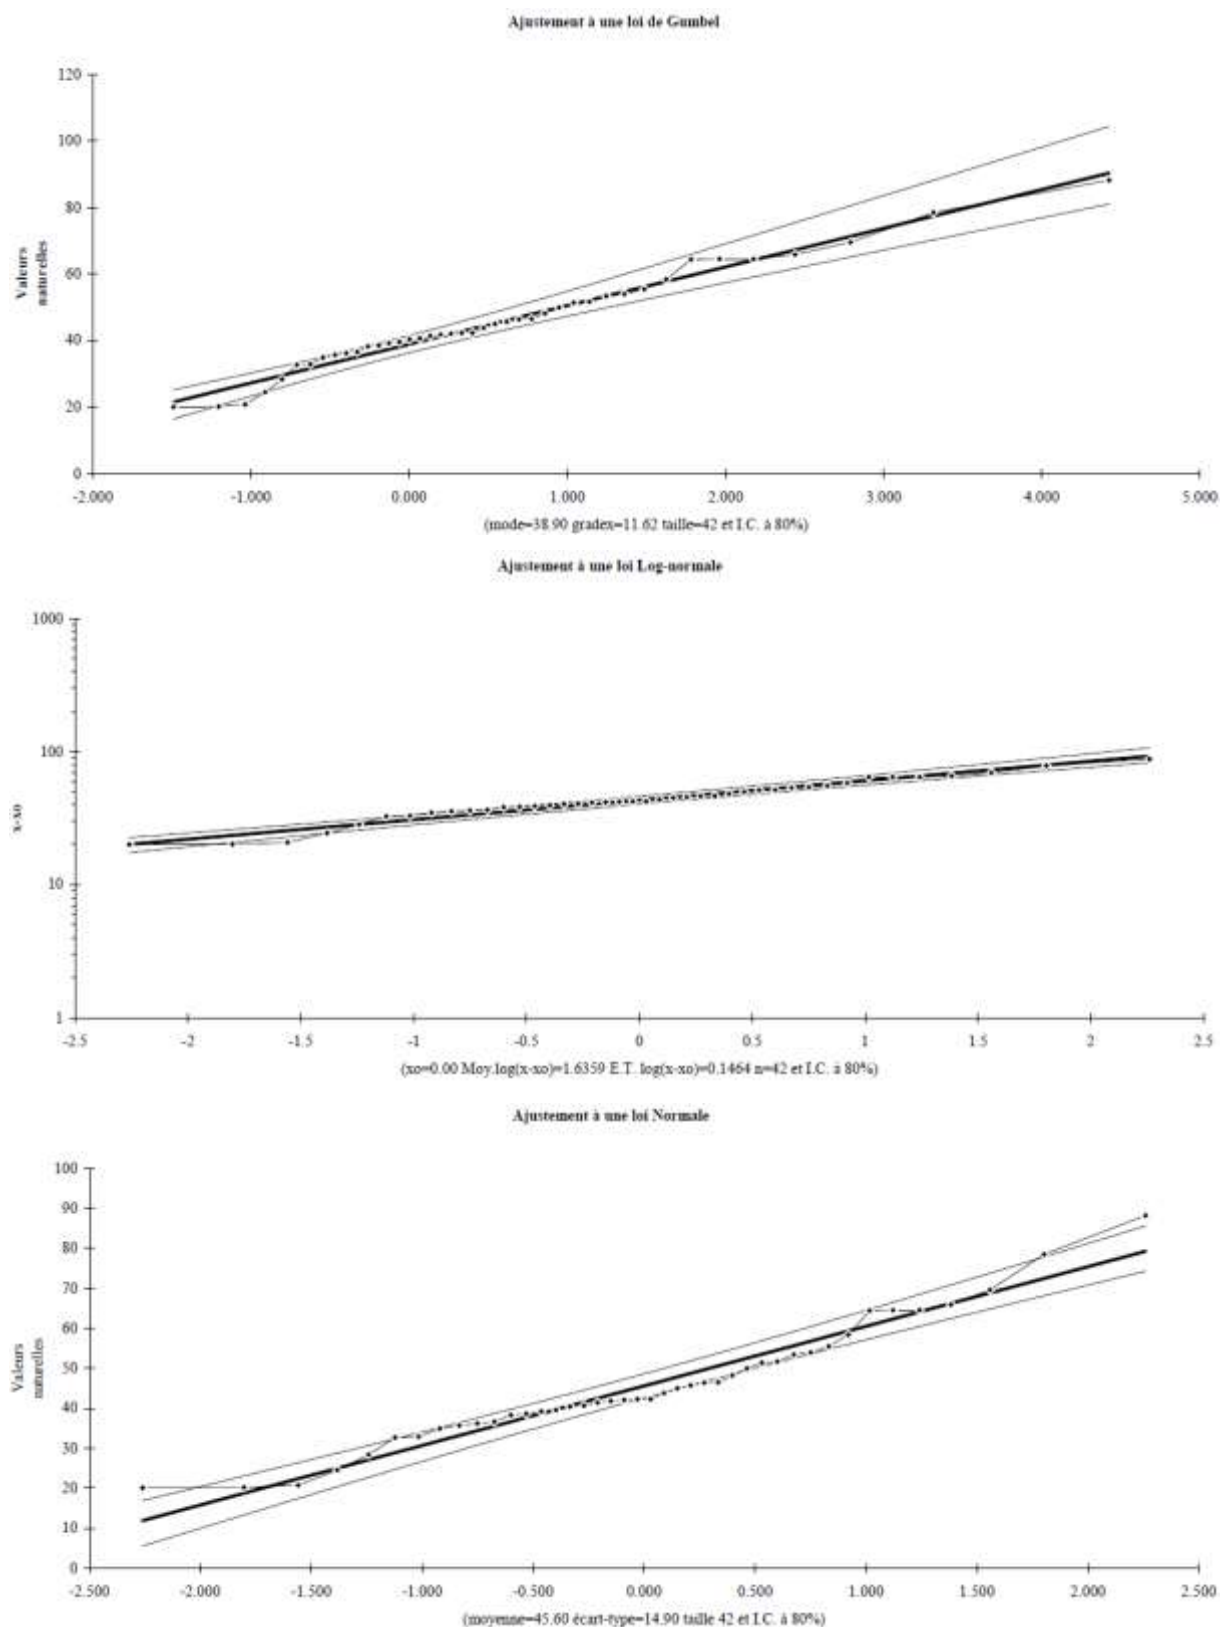 Ajustement à une loi de Gumbel
120
100
80
60
40
20
0
Valeurs
naturelles
-2.000 -1.000 0.000 1.000 2.000 3.000 4.000 5.000
(mode=38.90 gradex=11.62 taille=42 et I.C. à 80%)
Ajustement à une loi Log-normale
1000
100
10
1
x-xo
-2.5 -2 -1.5 -1 -0.5 0 0.5 1 1.5 2 2.5
(xo=0.00 Moy.log(x-xo)=1.6359 E.T. log(x-xo)=0.1464 n=42 et I.C. à 80%)
Ajustement à une loi Normale
100
90
80
70
60
50
40
30
20
10
0
Valeurs
naturelles
-2.500 -2.000 -1.500 -1.000 -0.500 0.000 0.500 1.000 1.500 2.000 2.500
(moyenne=45.60 écart-type=14.90 taille 42 et I.C. à 80%)